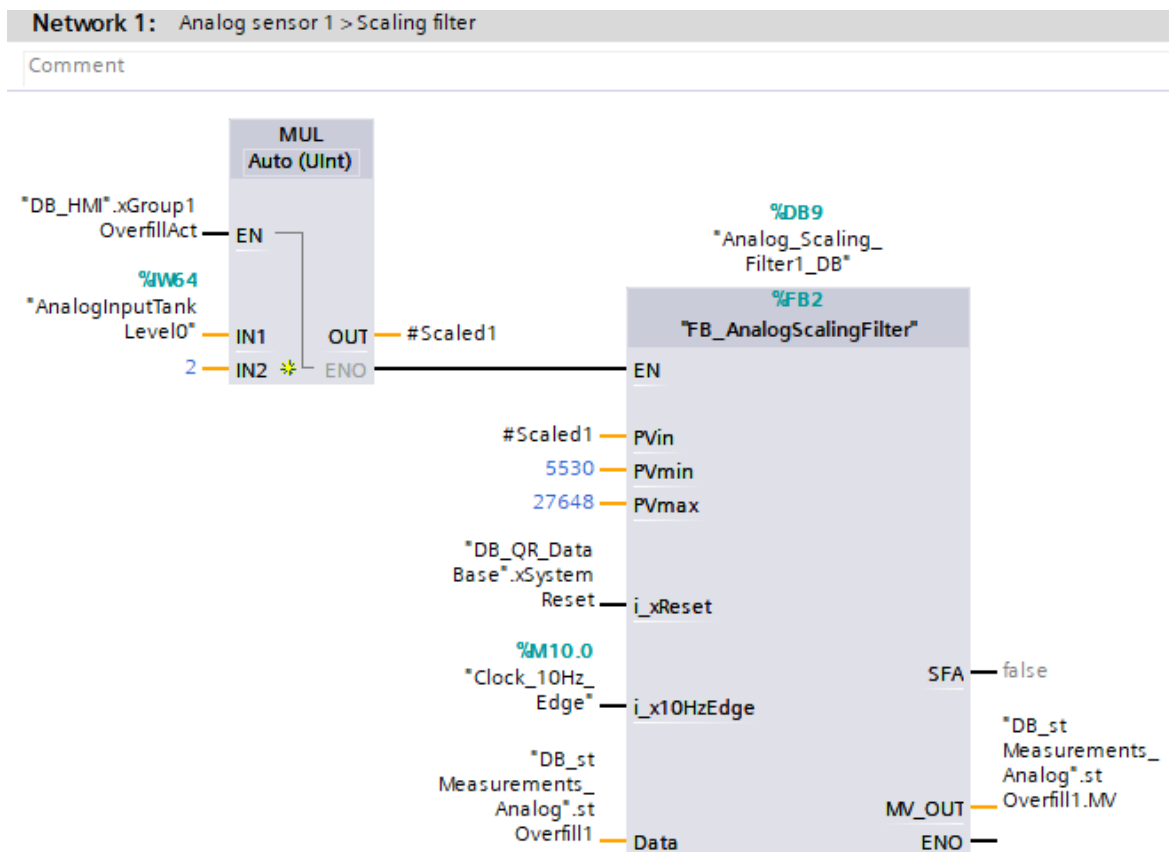 Network 1: Analog sensor 1 > Scaling filter
Comment
MUL
Auto (UInt)
"DB_HMI".xGroup1
OverfillAct
EN
%IW64
"AnalogInputTank
Level0"
IN1
OUT
#Scaled1
2
IN2
ENO
%DB9
"Analog_Scaling_
Filter1_DB"
%FB2
"FB_AnalogScalingFilter"
EN
#Scaled1
PVin
5530
PVmin
27648
PVmax
"DB_QR_Data
Base".xSystem
Reset
i_xReset
%M10.0
"Clock_10Hz_
Edge"
i_x10HzEdge
SFA
false
"DB_st
Measurements_
Analog".st
Overfill1
Data
MV_OUT
"DB_st
Measurements_
Analog".st
Overfill1.MV
ENO